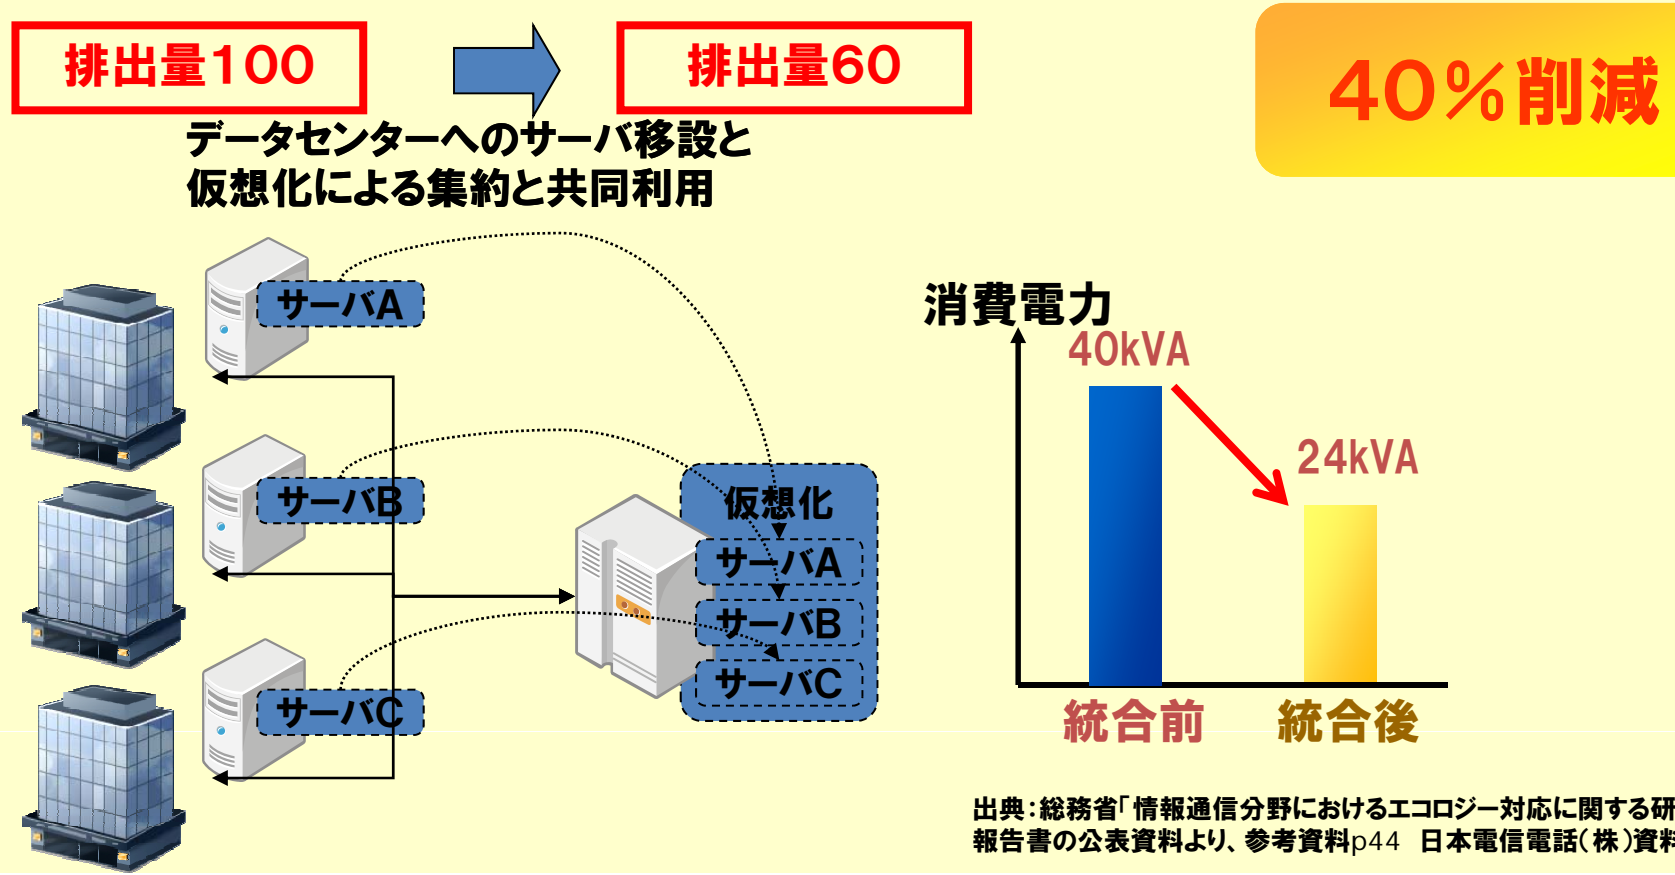 排出量100
排出量60
40%削減
データセンターへのサーバ移設と
仮想化による集約と共同利用
サーバA
サーバB
サーバC
仮想化
サーバA
サーバB
サーバC
消費電力
40kVA
24kVA
統合前
統合後
出典：総務省「情報通信分野におけるエコロジー対応に関する研
報告書の公表資料より、参考資料p44 日本電信電話(株)資料